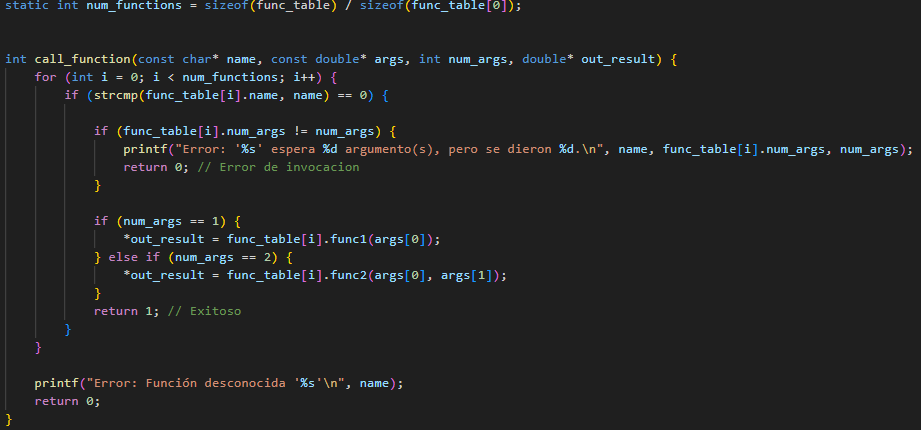 static int num_functions = sizeof(func_table) / sizeof(func_table[0]);
int call_function(const char* name, const double* args, int num_args, double* out_result) {
for (int i = 0; i < num_functions; i++) {
if (strcmp(func_table[i].name, name) == 0) {
if (func_table[i].num_args != num_args) {
printf("Error: '%s' espera %d argumento(s), pero se dieron %d.\n", name, func_table[i].num_args, num_args);
return 0; // Error de invocacion
}
if (num_args == 1) {
*out_result = func_table[i].func1(args[0]);
} else if (num_args == 2) {
*out_result = func_table[i].func2(args[0], args[1]);
}
return 1; // Exitoso
}
}
printf("Error: Función desconocida '%s'\n", name);
return 0;
}